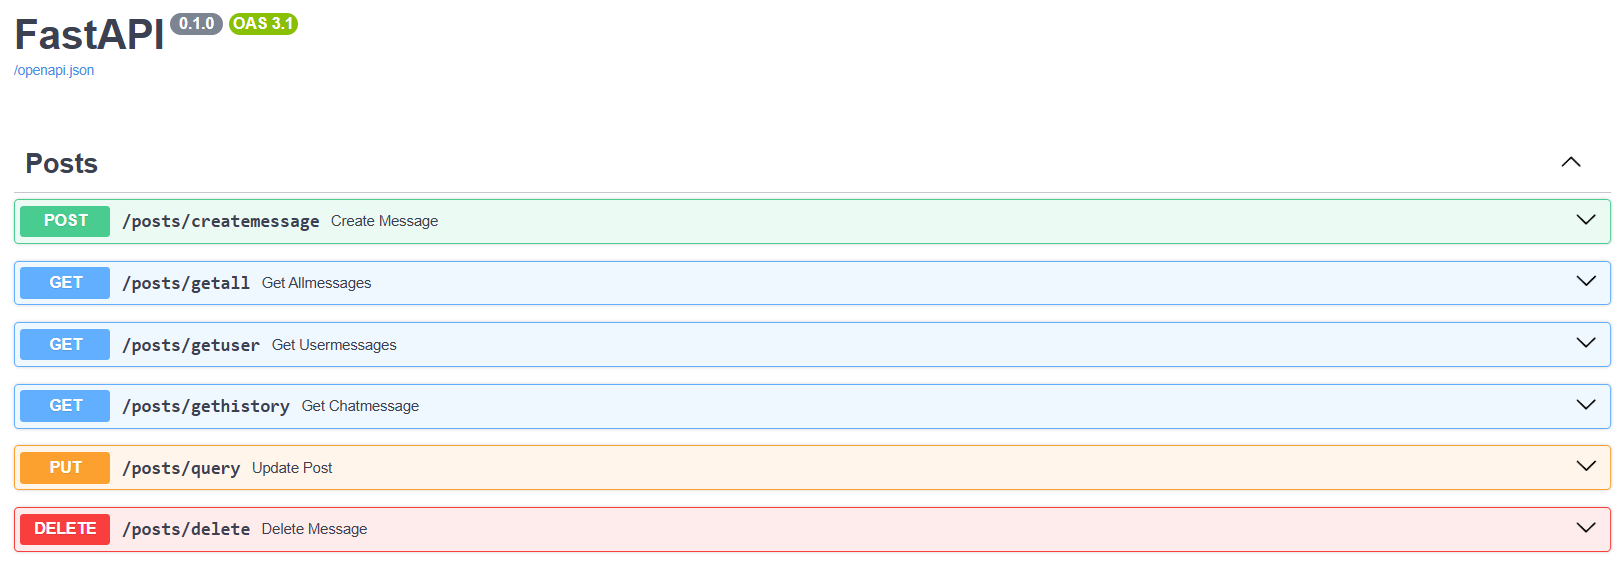 FastAPI 0.1.0 OAS 3.1
/openapi.json
Posts
POST /posts/createmessage Create Message
GET /posts/getall Get Allmessages
GET /posts/getuser Get Usermessages
GET /posts/gethistory Get Chatmessage
PUT /posts/query Update Post
DELETE /posts/delete Delete Message